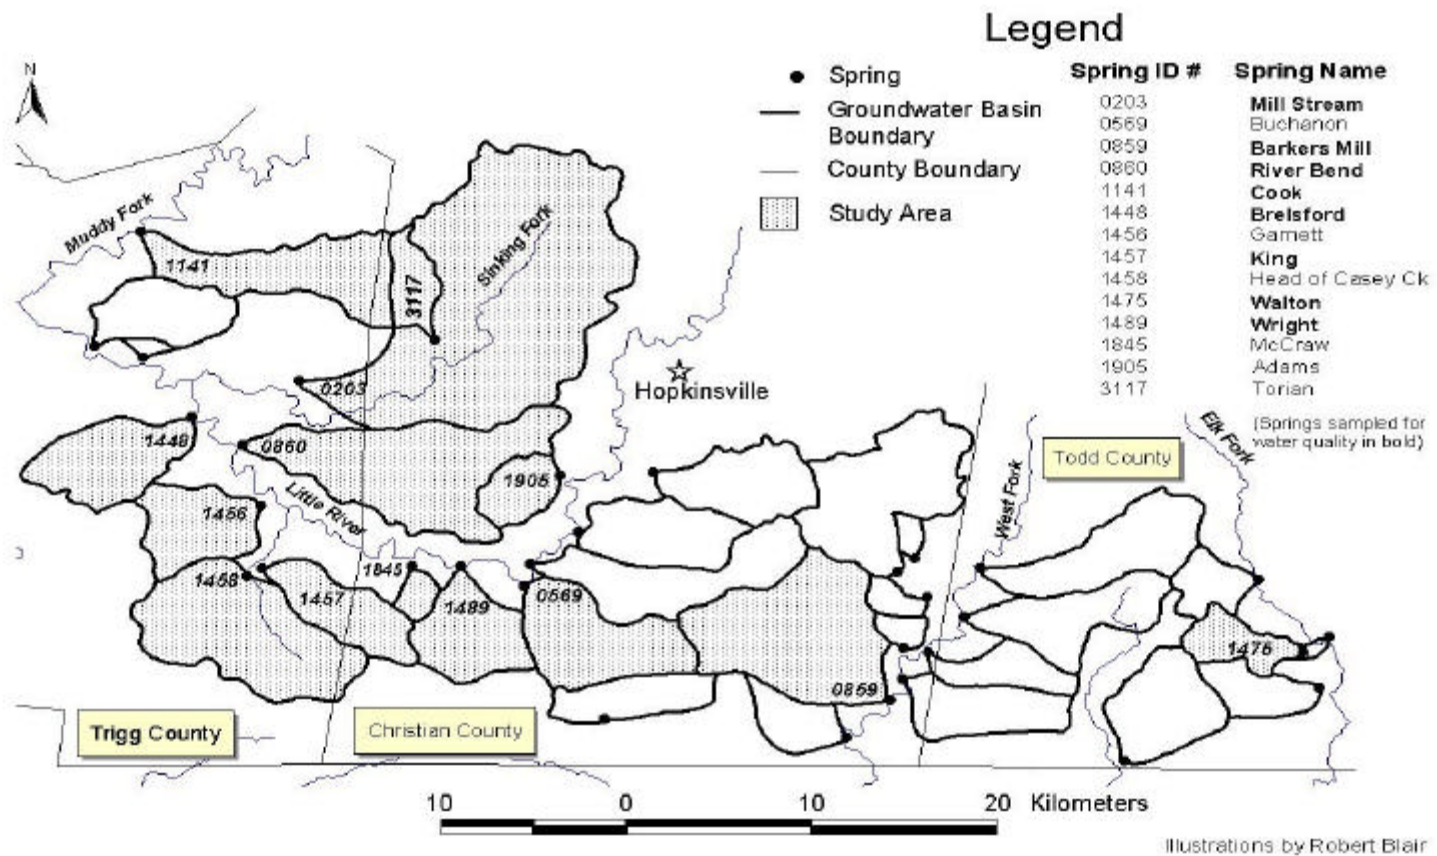 Legend
Spring
Groundwater Basin
Boundary
County Boundary
Study Area
Spring ID # Spring Name
0203 Mill Stream
0569 Buchanon
0859 Barkers Mill
0860 River Bend
1141 Cook
1448 Brelsford
1456 Garnett
1457 King
1458 Head of Casey Ck
1475 Walton
1489 Wright
1845 McCraw
1905 Adams
3117 Torian
(Springs sampled for
water quality in bold)
N
Muddy Fork
Sinking Fork
1141
3117
0203
Hopkinsville
1448
0860
1905
Little River
1456
1458
1457
1845
1489
0569
0859
West Fork
Todd County
Elk Fork
1475
Trigg County
Christian County
10 0 10 20 Kilometers
Illustrations by Robert Blair